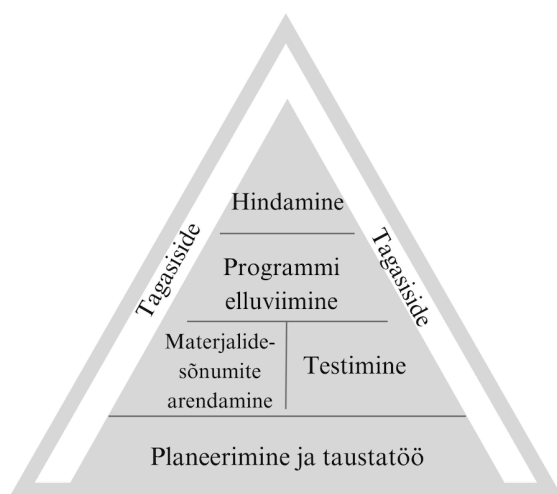 Hindamine
Tagasiside
Tagasiside
Programmi
elluviimine
Materjalide-
sõnumite
arendamine
Testimine
Planeerimine ja taustatöö